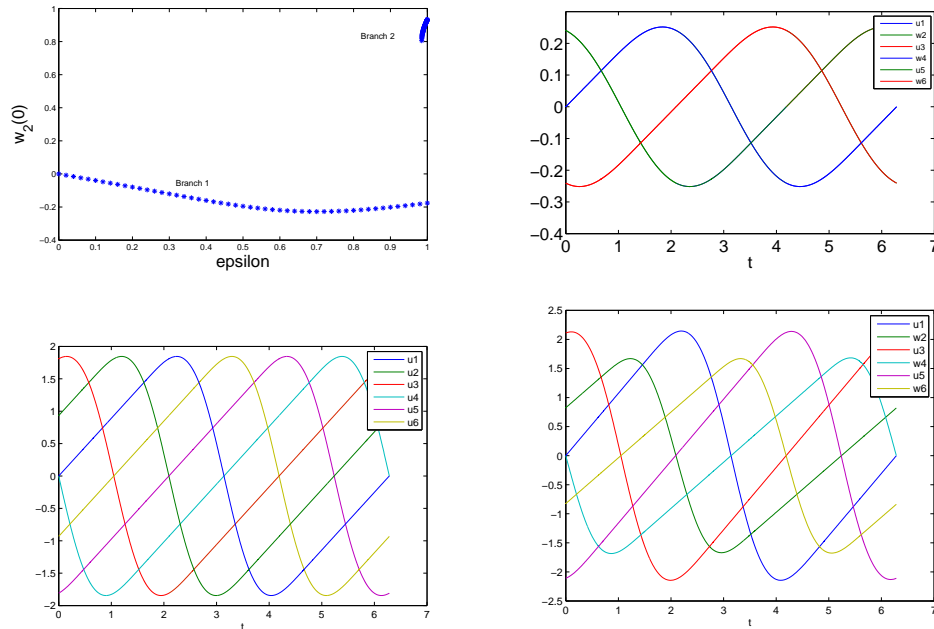 1
0.8
0.6
0.4
0.2
0
−0.2
−0.4
0 0.1 0.2 0.3 0.4 0.5 0.6 0.7 0.8 0.9 1
epsilon
w_2(0)
Branch 2
Branch 1
0.3
0.2
0.1
0
−0.1
−0.2
−0.3
−0.4
0 1 2 3 4 5 6 7
t
u1
w2
u3
w4
u5
w6
2
1.5
1
0.5
0
−0.5
−1
−1.5
−2
0 1 2 3 4 5 6 7
t
u1
u2
u3
u4
u5
u6
2.5
2
1.5
1
0.5
0
−0.5
−1
−1.5
−2
−2.5
0 1 2 3 4 5 6 7
t
u1
w2
u3
w4
u5
w6